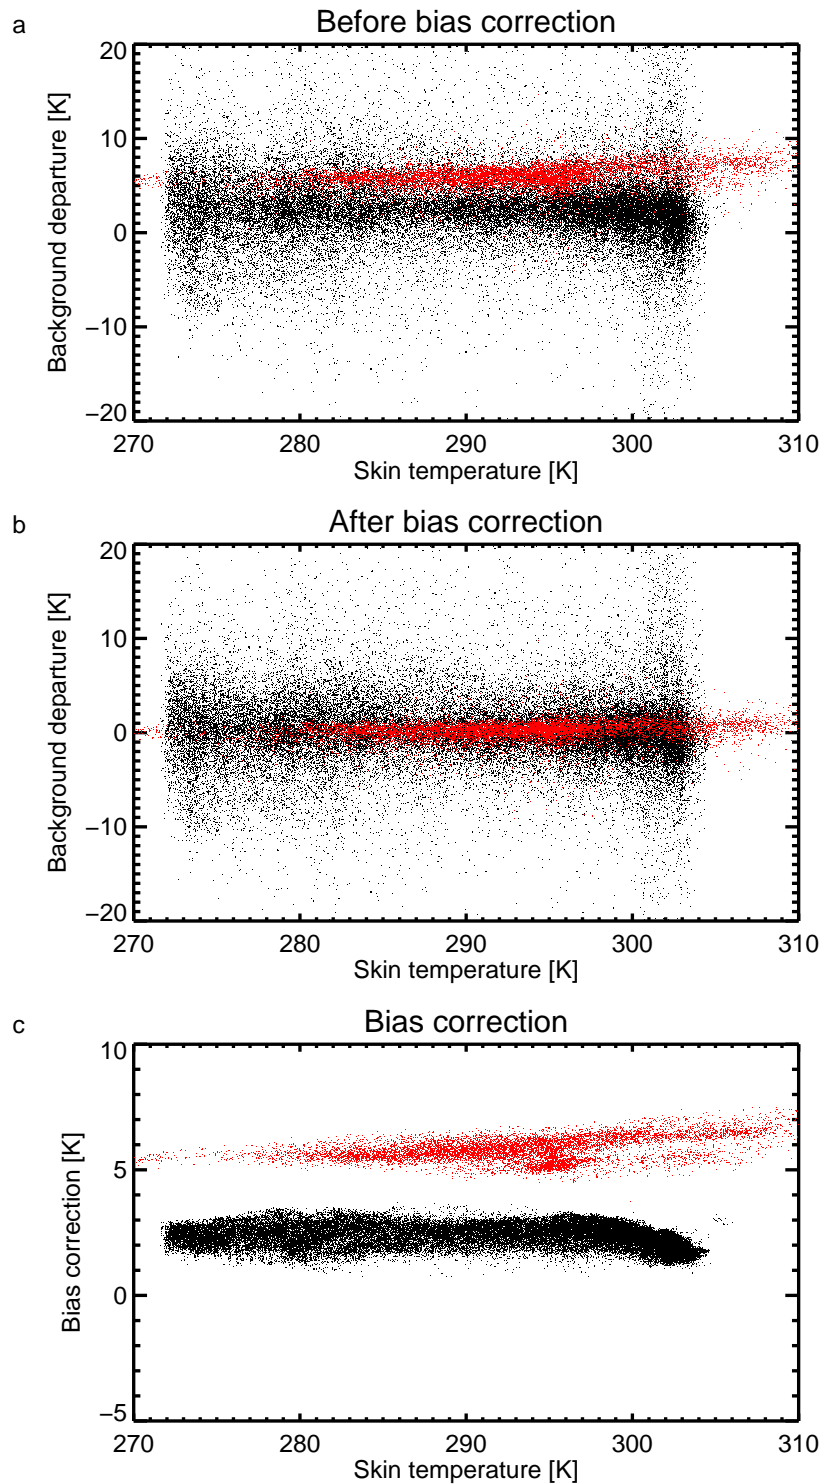 a
Before bias correction
Background departure [K]
20
10
0
−10
−20
270 280 290 300 310
Skin temperature [K]
b
After bias correction
Background departure [K]
20
10
0
−10
−20
270 280 290 300 310
Skin temperature [K]
c
Bias correction
Bias correction [K]
10
5
0
−5
270 280 290 300 310
Skin temperature [K]